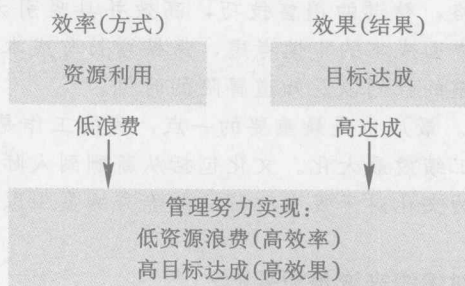 效率(方式)
效果(结果)
资源利用
目标达成
低浪费
高达成
管理努力实现：
低资源浪费(高效率)
高目标达成(高效果)